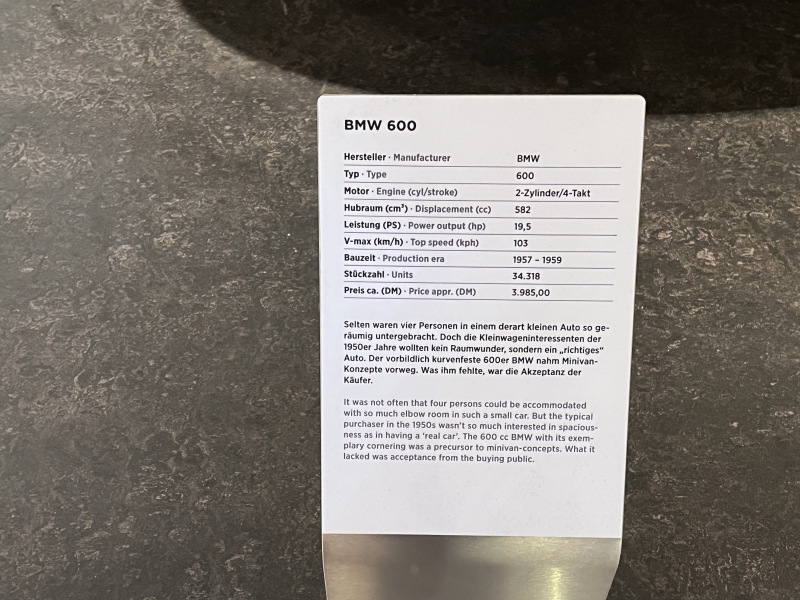 BMW 600
Hersteller · Manufacturer BMW
Typ · Type 600
Motor · Engine (cyl/stroke) 2-Zylinder/4-Takt
Hubraum (cm³) · Displacement (cc) 582
Leistung (PS) · Power output (hp) 19,5
V-max (km/h) · Top speed (kph) 103
Bauzeit · Production era 1957 – 1959
Stückzahl · Units 34.318
Preis ca. (DM) · Price appr. (DM) 3.985,00
Selten waren vier Personen in einem derart kleinen Auto so ge-
räumig untergebracht. Doch die Kleinwageninteressenten der
1950er Jahre wollten kein Raumwunder, sondern ein „richtiges“
Auto. Der vorbildlich kurvenfeste 600er BMW nahm Minivan-
Konzepte vorweg. Was ihm fehlte, war die Akzeptanz der
Käufer.
It was not often that four persons could be accommodated
with so much elbow room in such a small car. But the typical
purchaser in the 1950s wasn't so much interested in spacious-
ness as in having a ‘real car’. The 600 cc BMW with its exem-
plary cornering was a precursor to minivan-concepts. What it
lacked was acceptance from the buying public.